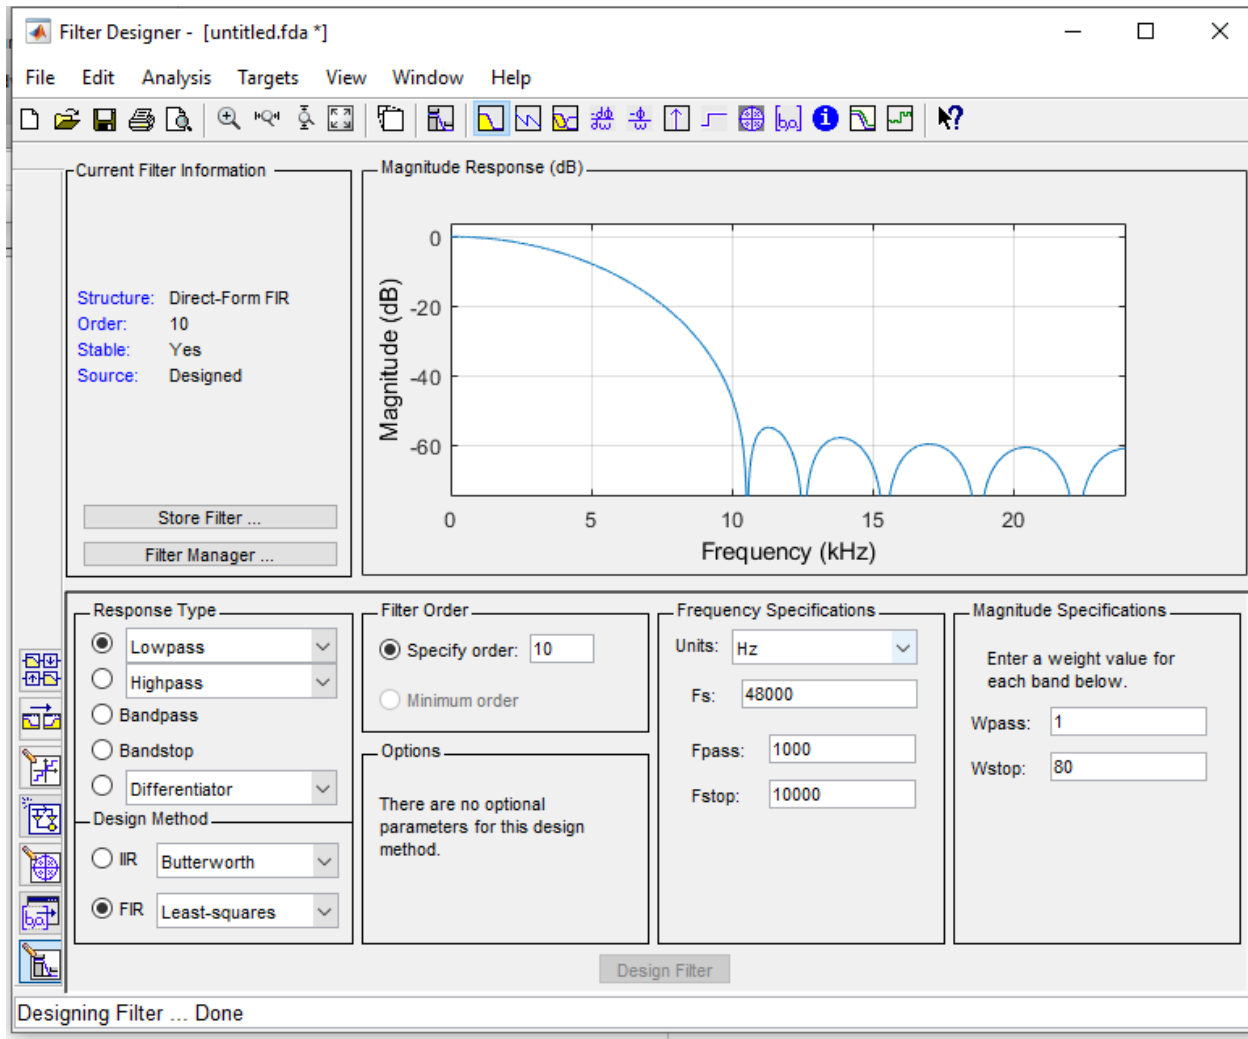 Filter Designer - [untitled.fda *]
File Edit Analysis Targets View Window Help
Current Filter Information
Structure: Direct-Form FIR
Order: 10
Stable: Yes
Source: Designed
Store Filter ...
Filter Manager ...
Magnitude Response (dB)
Magnitude (dB)
0
-20
-40
-60
0 5 10 15 20
Frequency (kHz)
Response Type
Lowpass
Highpass
Bandpass
Bandstop
Differentiator
Design Method
IIR Butterworth
FIR Least-squares
Filter Order
Specify order: 10
Minimum order
Options
There are no optional
parameters for this design
method.
Frequency Specifications
Units: Hz
Fs: 48000
Fpass: 1000
Fstop: 10000
Magnitude Specifications
Enter a weight value for
each band below.
Wpass: 1
Wstop: 80
Design Filter
Designing Filter ... Done